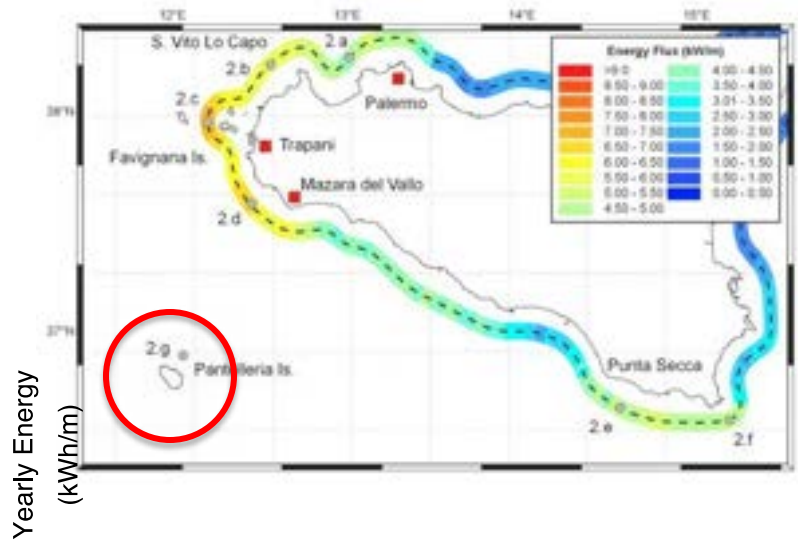 12°E 13°E 14°E 15°E
S. Vito Lo Capo
2.a
2.b
2.c
38°N
Palermo
Favignana Is.
Trapani
Mazara del Vallo
2.d
Energy Flux (kW/m)
>9.0
8.50 - 9.00
8.00 - 8.50
7.50 - 8.00
7.00 - 7.50
6.50 - 7.00
6.00 - 6.50
5.50 - 6.00
5.00 - 5.50
4.50 - 5.00
4.00 - 4.50
3.50 - 4.00
3.01 - 3.50
2.50 - 3.00
2.00 - 2.50
1.50 - 2.00
1.00 - 1.50
0.50 - 1.00
0.00 - 0.50
37°N
2.g
Pantelleria Is.
Punta Secca
2.e
2.f
Yearly Energy
(kWh/m)